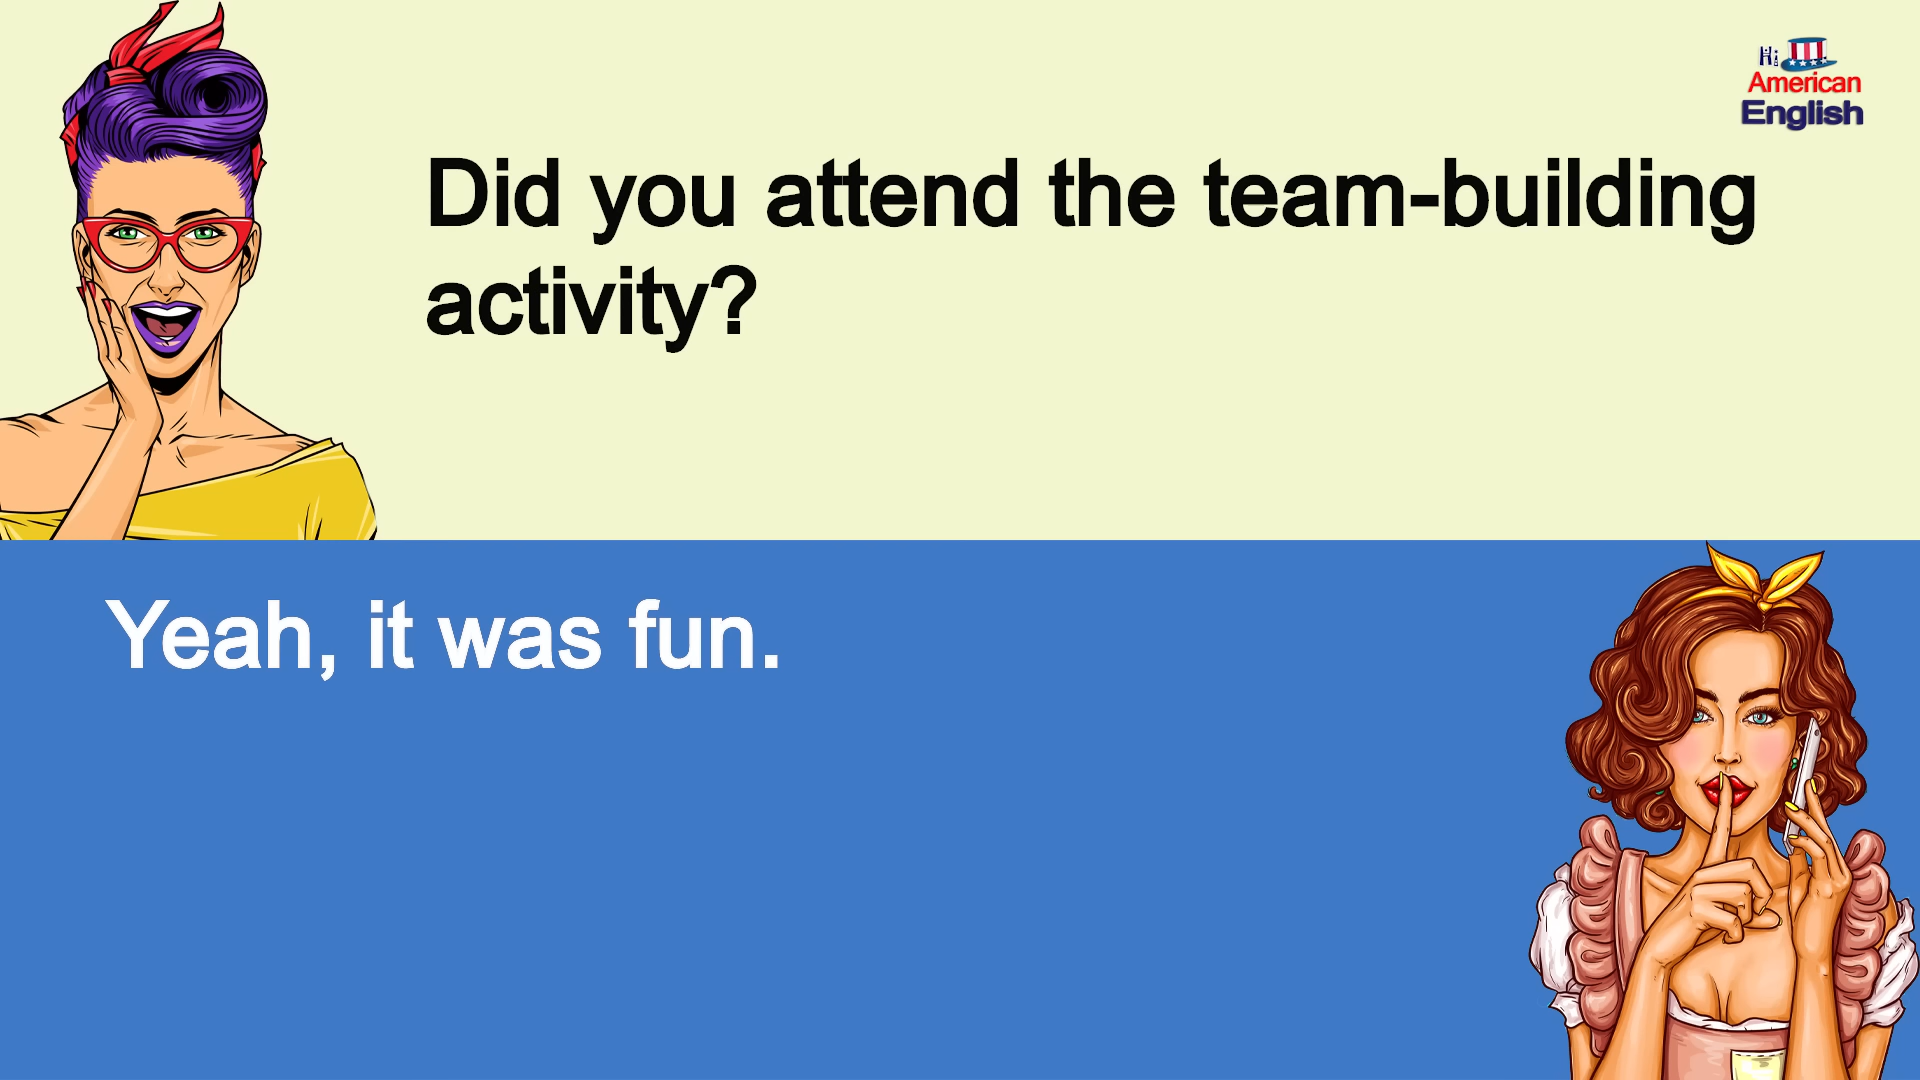 Hi
American
English
Did you attend the team-building
activity?
Yeah, it was fun.